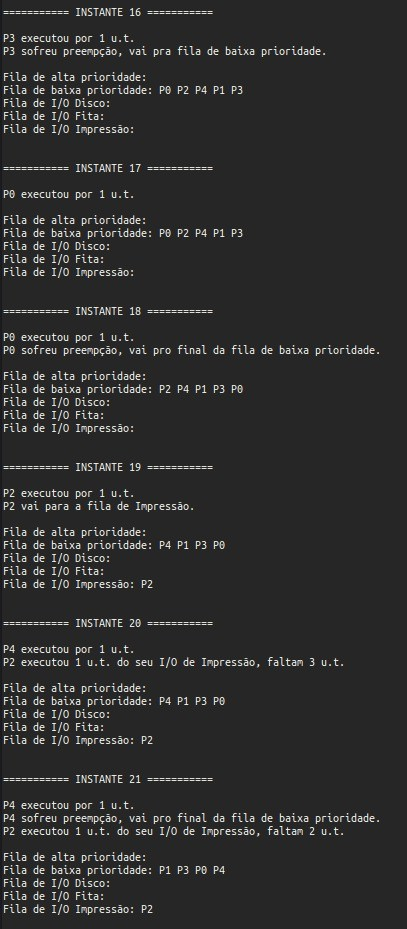 =========== INSTANTE 16 ===========
P3 executou por 1 u.t.
P3 sofreu preempção, vai pra fila de baixa prioridade.
Fila de alta prioridade:
Fila de baixa prioridade: P0 P2 P4 P1 P3
Fila de I/O Disco:
Fila de I/O Fita:
Fila de I/O Impressão:
=========== INSTANTE 17 ===========
P0 executou por 1 u.t.
Fila de alta prioridade:
Fila de baixa prioridade: P0 P2 P4 P1 P3
Fila de I/O Disco:
Fila de I/O Fita:
Fila de I/O Impressão:
=========== INSTANTE 18 ===========
P0 executou por 1 u.t.
P0 sofreu preempção, vai pro final da fila de baixa prioridade.
Fila de alta prioridade:
Fila de baixa prioridade: P2 P4 P1 P3 P0
Fila de I/O Disco:
Fila de I/O Fita:
Fila de I/O Impressão:
=========== INSTANTE 19 ===========
P2 executou por 1 u.t.
P2 vai para a fila de Impressão.
Fila de alta prioridade:
Fila de baixa prioridade: P4 P1 P3 P0
Fila de I/O Disco:
Fila de I/O Fita:
Fila de I/O Impressão: P2
=========== INSTANTE 20 ===========
P4 executou por 1 u.t.
P2 executou 1 u.t. do seu I/O de Impressão, faltam 3 u.t.
Fila de alta prioridade:
Fila de baixa prioridade: P4 P1 P3 P0
Fila de I/O Disco:
Fila de I/O Fita:
Fila de I/O Impressão: P2
=========== INSTANTE 21 ===========
P4 executou por 1 u.t.
P4 sofreu preempção, vai pro final da fila de baixa prioridade.
P2 executou 1 u.t. do seu I/O de Impressão, faltam 2 u.t.
Fila de alta prioridade:
Fila de baixa prioridade: P1 P3 P0 P4
Fila de I/O Disco:
Fila de I/O Fita:
Fila de I/O Impressão: P2